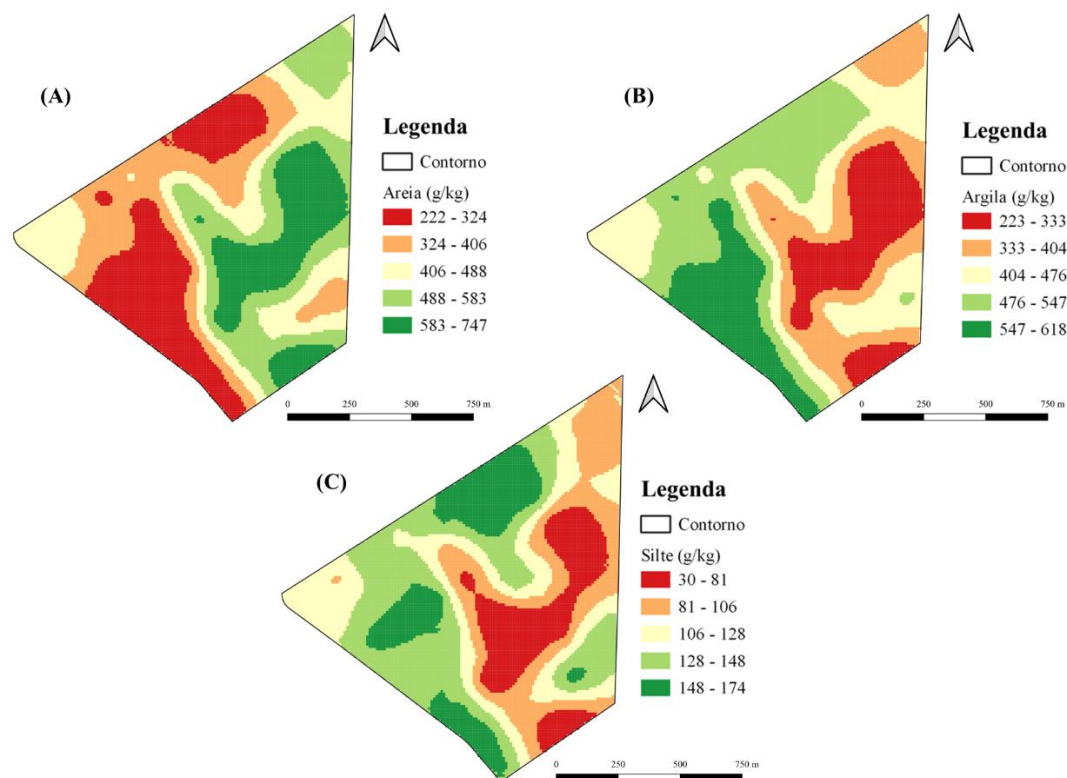 (A)
Legenda
Contorno
Areia (g/kg)
222 - 324
324 - 406
406 - 488
488 - 583
583 - 747
0 250 500 750 m
(B)
Legenda
Contorno
Argila (g/kg)
223 - 333
333 - 404
404 - 476
476 - 547
547 - 618
0 250 500 750 m
(C)
Legenda
Contorno
Silte (g/kg)
30 - 81
81 - 106
106 - 128
128 - 148
148 - 174
0 250 500 750 m